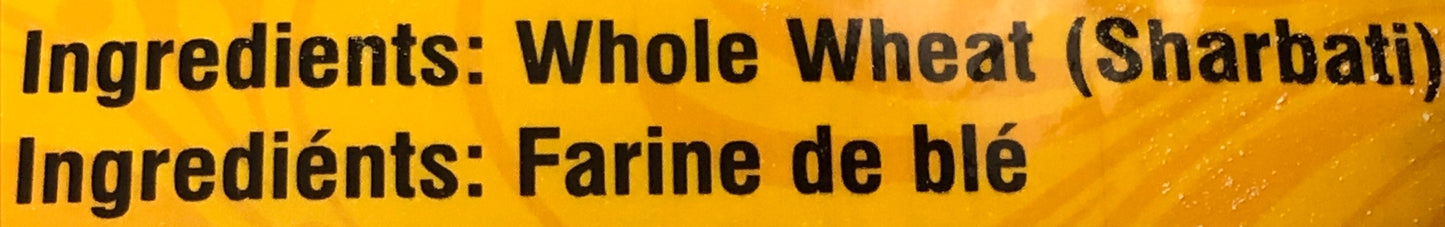 Ingredients: Whole Wheat (Sharbati)
Ingrediénts: Farine de blé